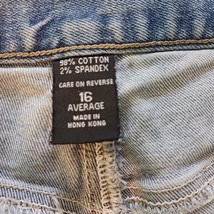 98% COTTON
2% SPANDEX
CARE ON REVERSE
16
AVERAGE
MADE IN
HONG KONG